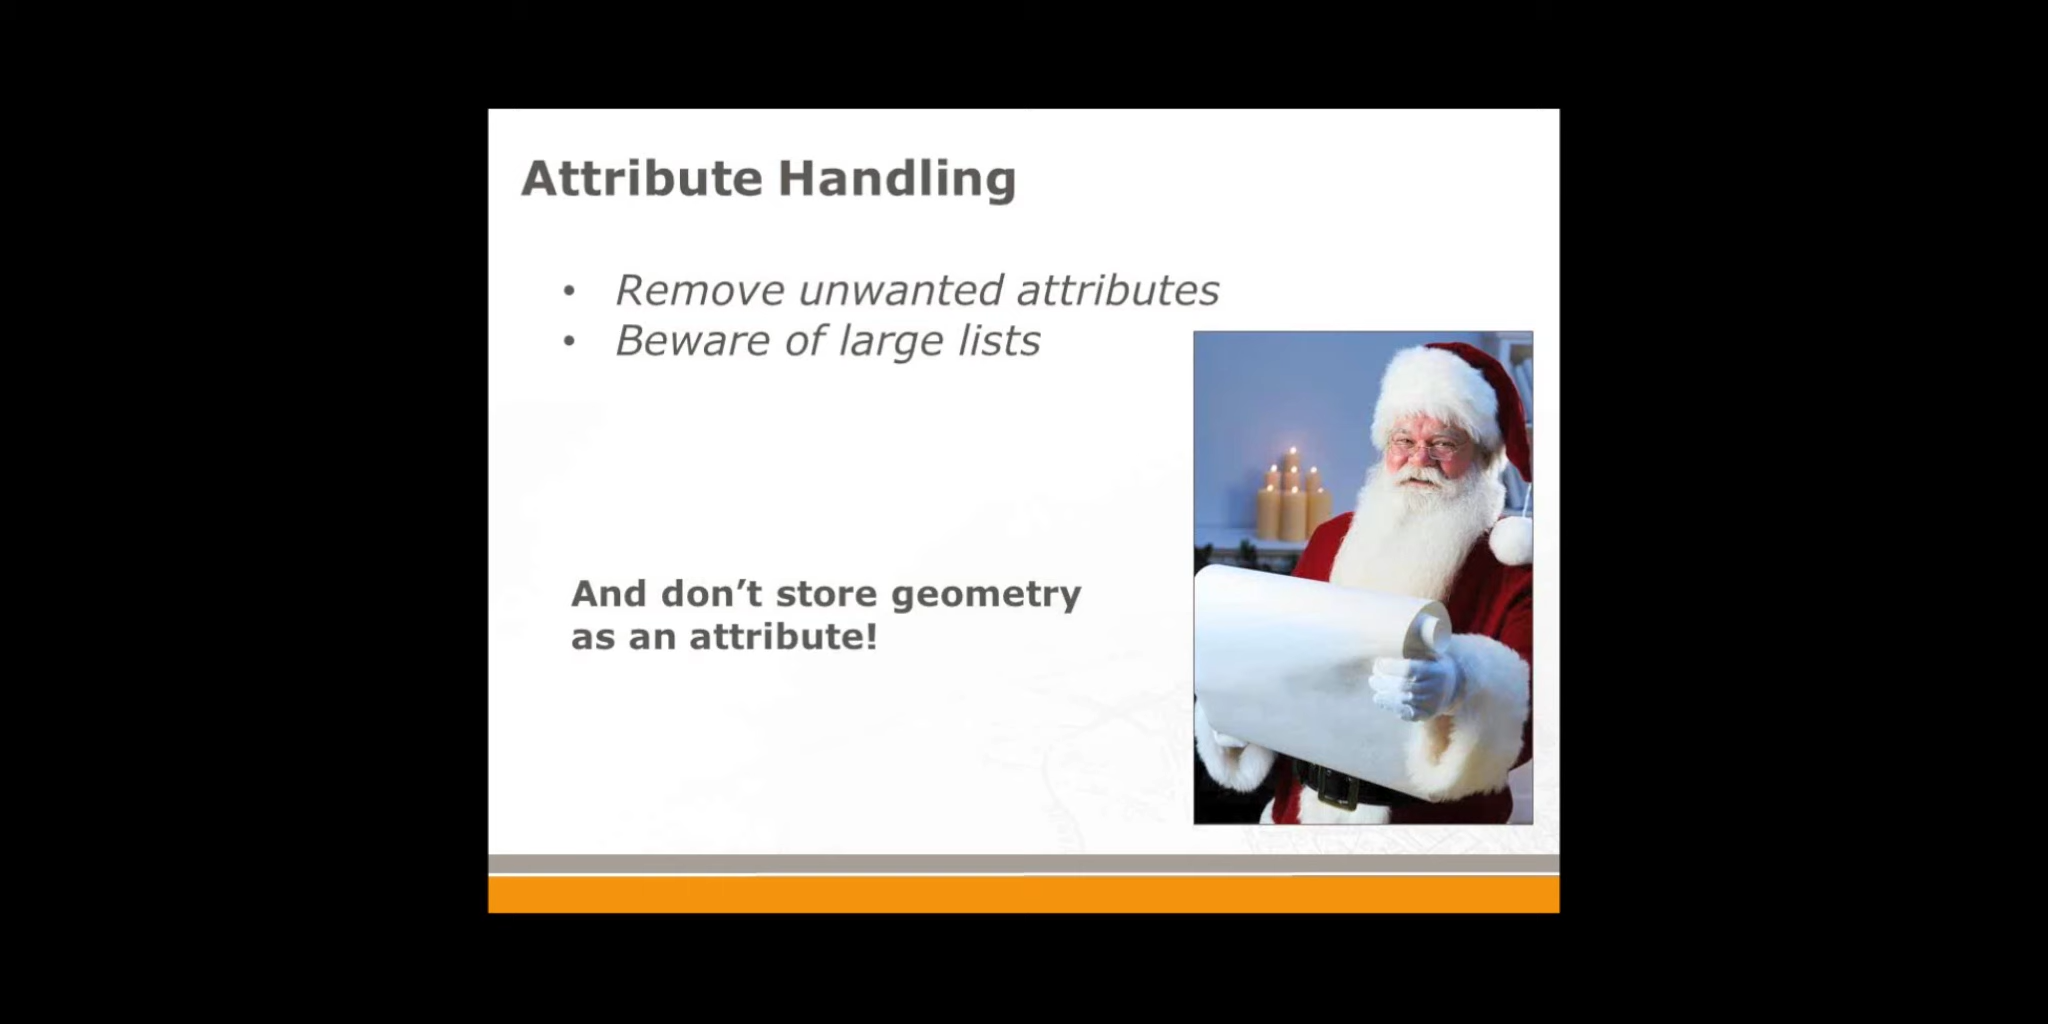 Attribute Handling
• Remove unwanted attributes
• Beware of large lists
And don’t store geometry
as an attribute!